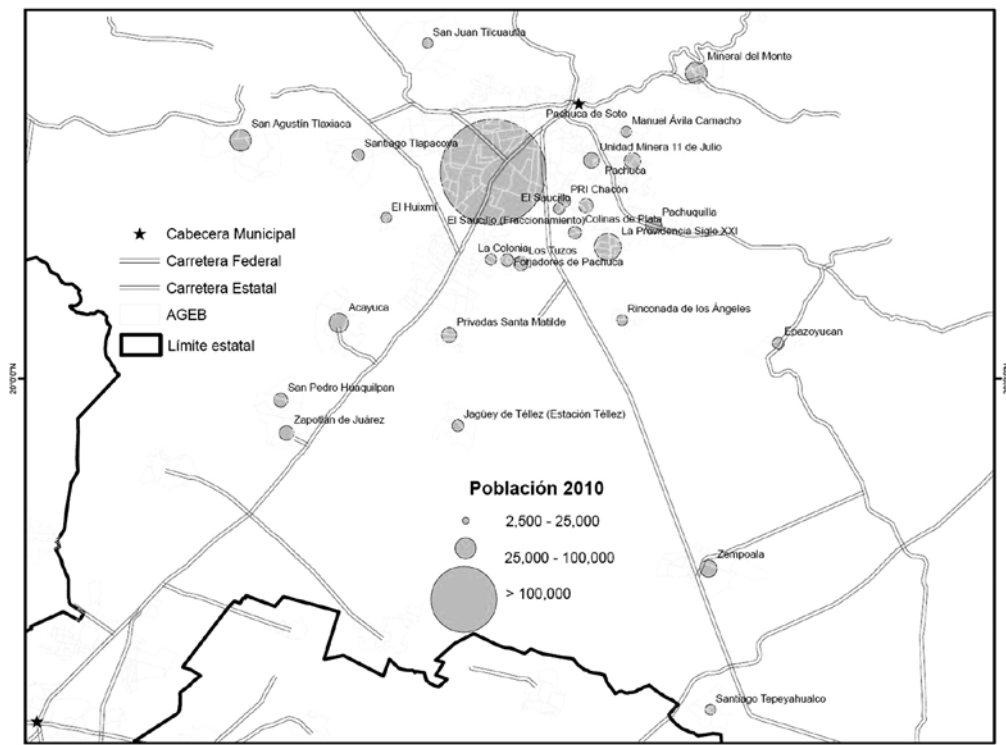 San Juan Tilcuautla
Mineral del Monte
Pachuca de Soto
Manuel Ávila Camacho
San Agustín Tlaxiaca
Santiago Tlapacoya
Unidad Minera 11 de Julio
Pachuca
PRI Chacón
El Saucillo
El Huixmí
El Saucillo (Fraccionamiento)
Colinas de Plata
Pachuquilla
La Providencia Siglo XXI
Cabecera Municipal
La Colonia
Los Tuzos
Forjadores de Pachuca
Carretera Federal
Carretera Estatal
AGEB
Límite estatal
Acayuca
Privadas Santa Matilde
Rinconada de los Ángeles
Epazoyucan
20°0'0"N
San Pedro Huaquilpan
Zapotlán de Juárez
Jagüey de Téllez (Estación Téllez)
Población 2010
2,500 - 25,000
25,000 - 100,000
> 100,000
Zempoala
Santiago Tepeyahualco